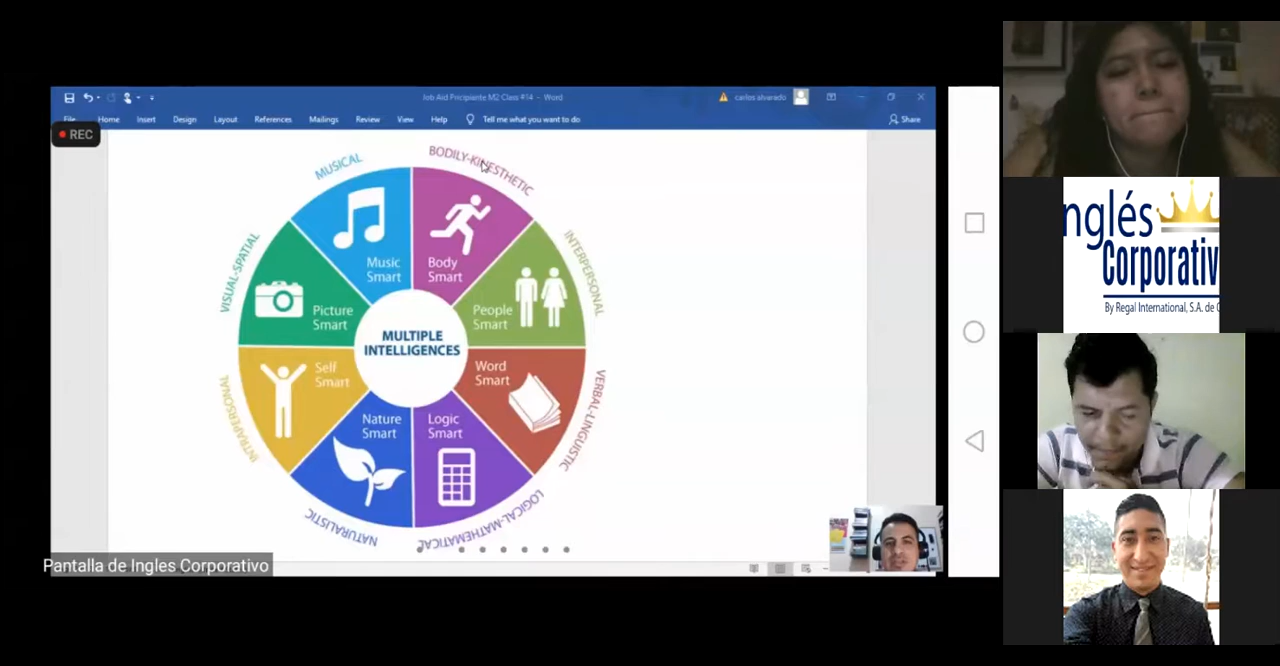 Job Aid Pricipiante M2 Class #14 - Word
carlos alvarado
File Home Insert Design Layout References Mailings Review View Help Tell me what you want to do Share
REC
MUSICAL
BODILY-KINESTHETIC
VISUAL-SPATIAL
INTERPERSONAL
Music
Smart
Body
Smart
Picture
Smart
People
Smart
MULTIPLE
INTELLIGENCES
Self
Smart
Word
Smart
Nature
Smart
Logic
Smart
INTRAPERSONAL
VERBAL-LINGUISTIC
NATURALISTIC
LOGICAL-MATHEMATICAL
Pantalla de Ingles Corporativo
nglés
Corporativ
By Regal International, S.A. de C